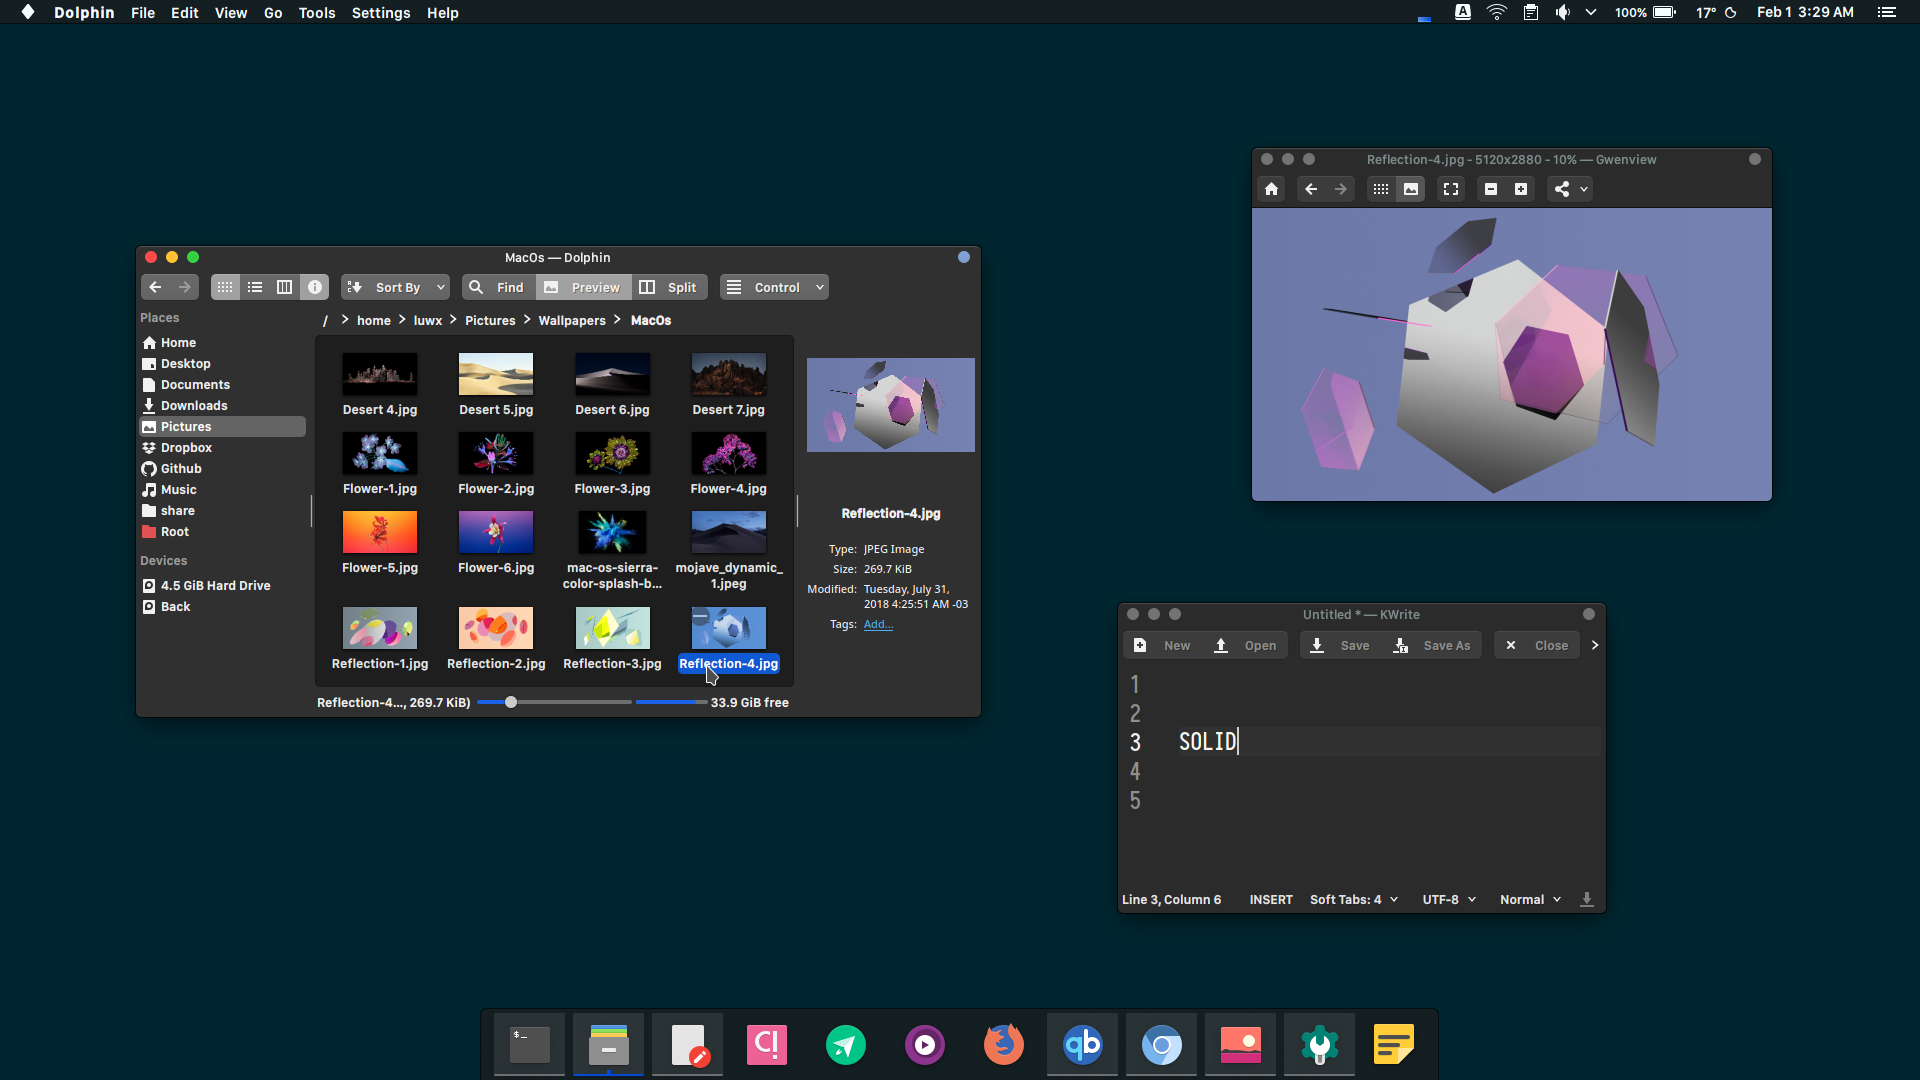 Dolphin File Edit View Go Tools Settings Help
A 100% 17° Feb 1 3:29 AM
MacOs — Dolphin
Sort By Find Preview Split Control
Places
/ > home > luwx > Pictures > Wallpapers > MacOs
Home
Desktop
Documents
Downloads
Pictures
Dropbox
Github
Music
share
Root
Devices
4.5 GiB Hard Drive
Back
Desert 4.jpg Desert 5.jpg Desert 6.jpg Desert 7.jpg
Flower-1.jpg Flower-2.jpg Flower-3.jpg Flower-4.jpg
Flower-5.jpg Flower-6.jpg mac-os-sierra- mojave_dynamic_
color-splash-b... 1.jpeg
Reflection-1.jpg Reflection-2.jpg Reflection-3.jpg Reflection-4.jpg
Reflection-4..., 269.7 KiB) 33.9 GiB free
Reflection-4.jpg
Type: JPEG Image
Size: 269.7 KiB
Modified: Tuesday, July 31,
2018 4:25:51 AM -03
Tags: Add...
Reflection-4.jpg - 5120x2880 - 10% — Gwenview
Untitled * — KWrite
New Open Save Save As Close
1
2
3 SOLID
4
5
Line 3, Column 6 INSERT Soft Tabs: 4 UTF-8 Normal
$_
C!
qb